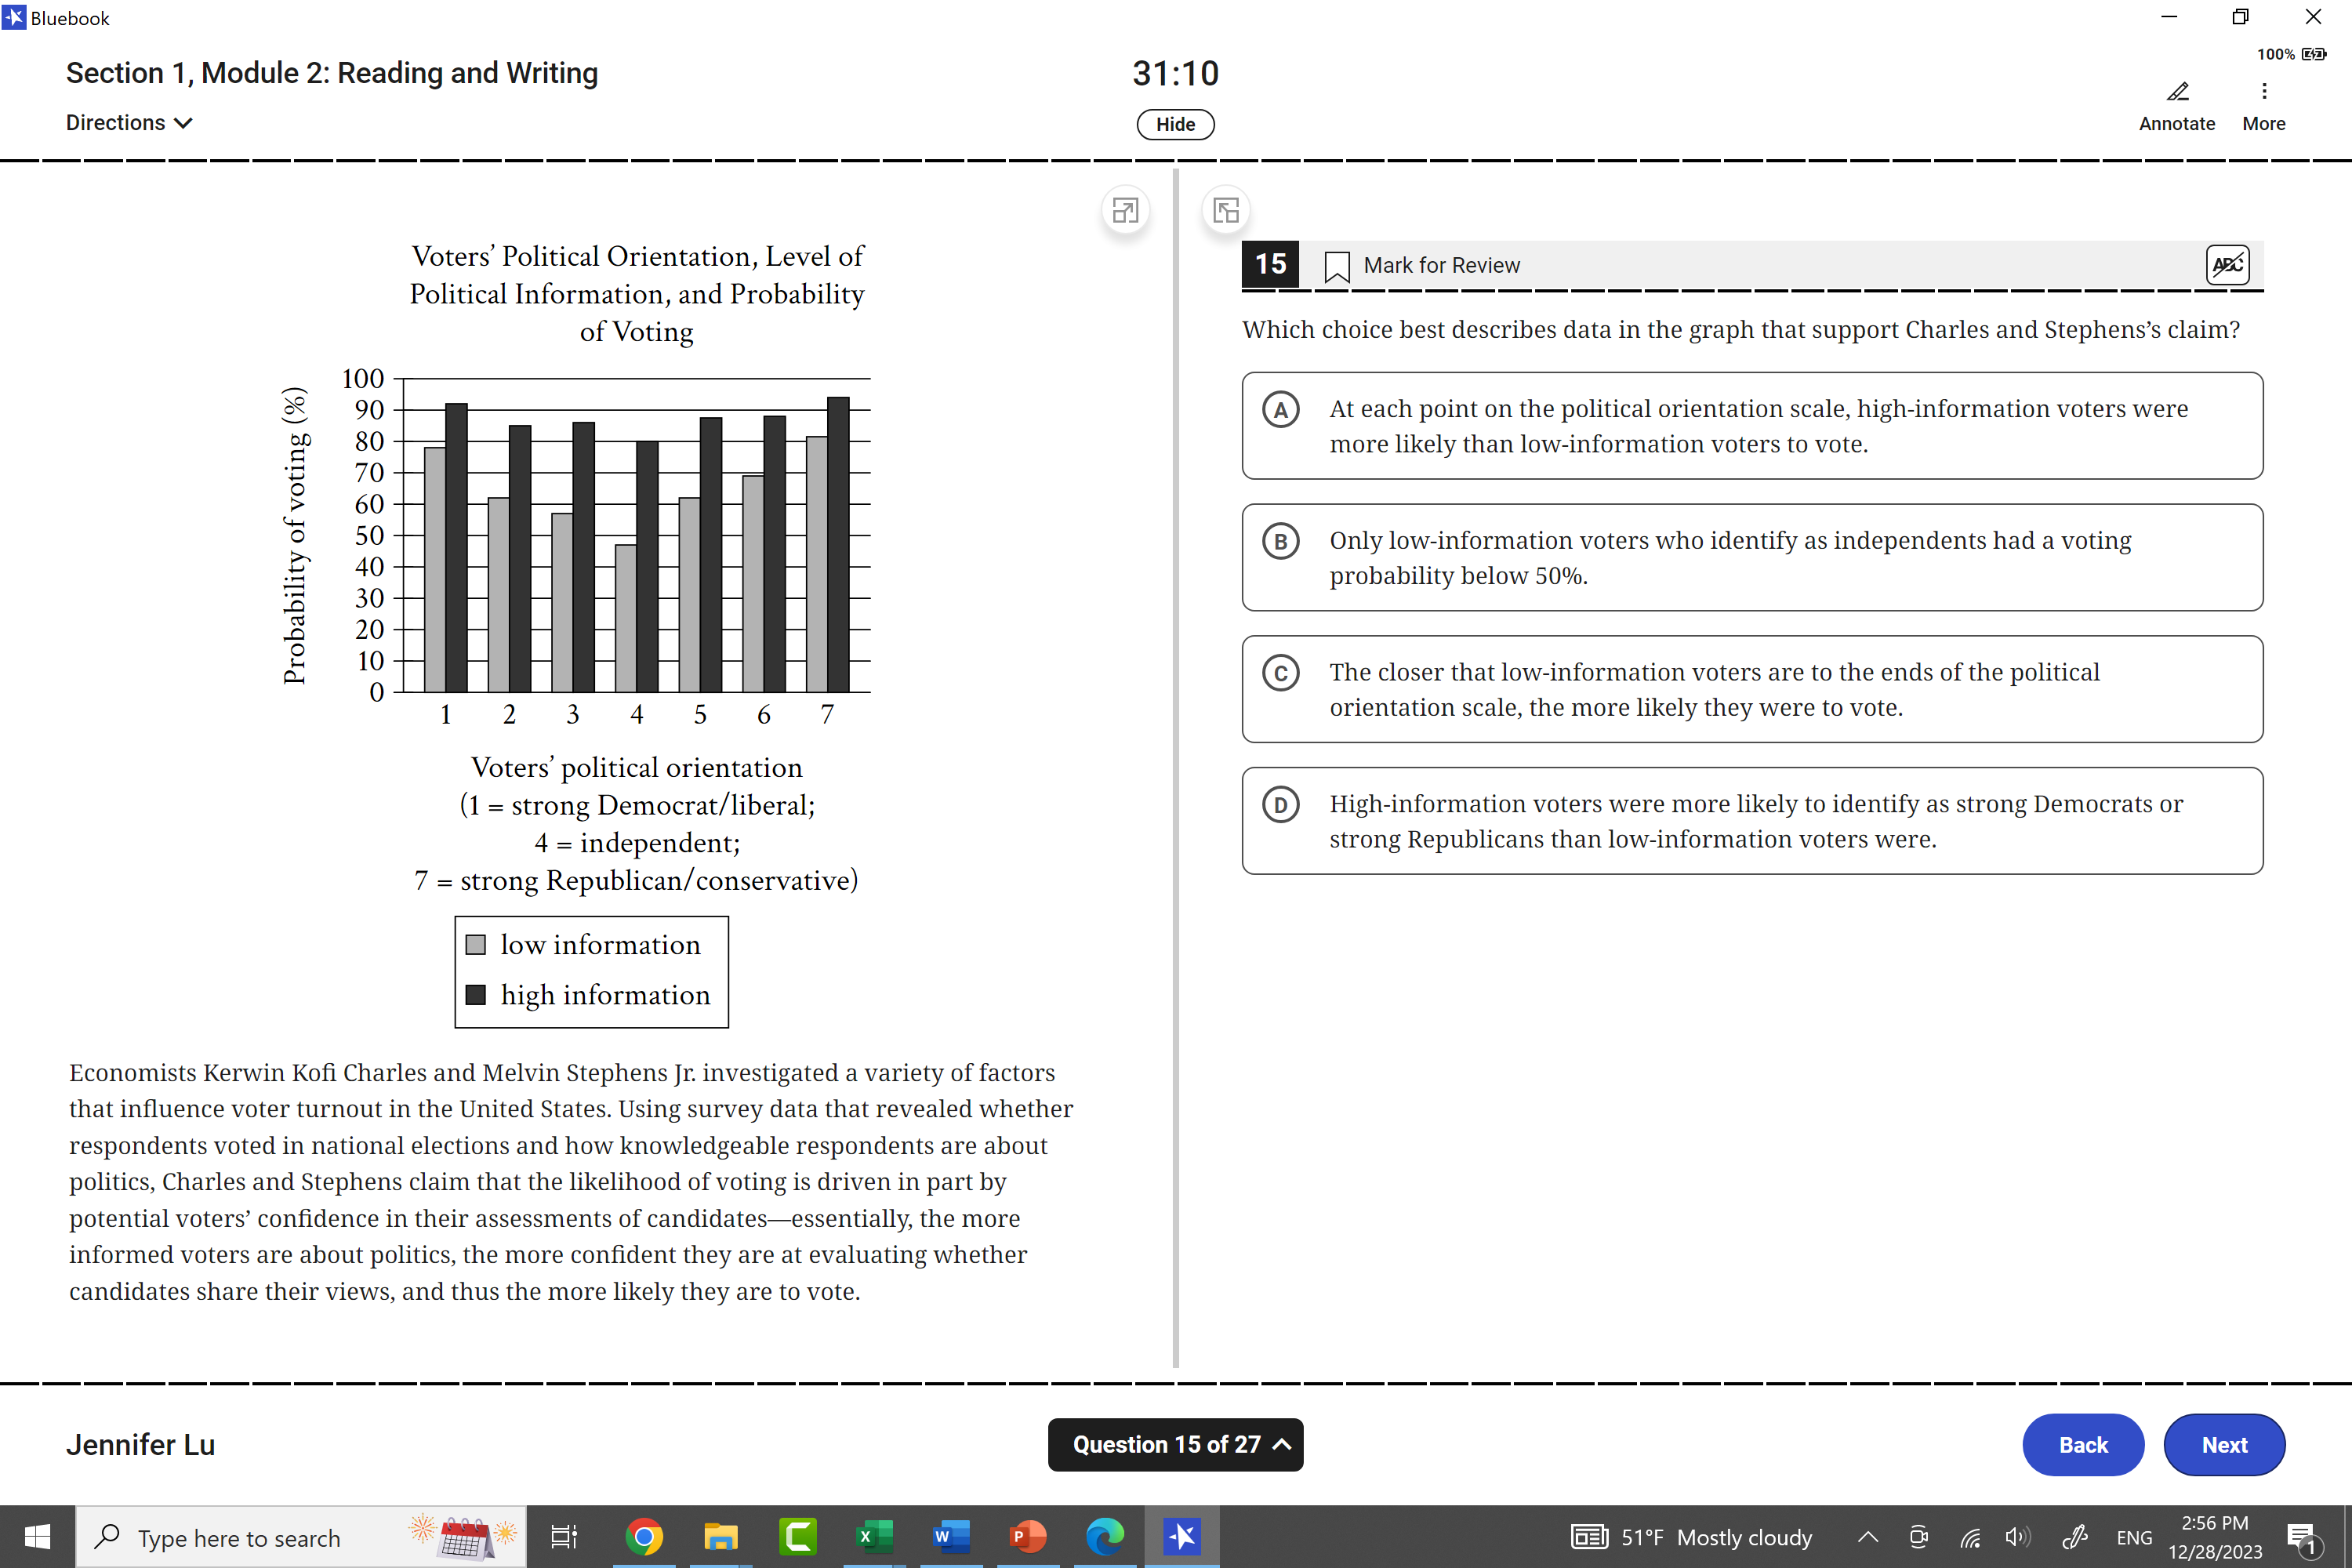 Bluebook
Section 1, Module 2: Reading and Writing
Directions
31:10
Hide
100%
Annotate
More
Voters’ Political Orientation, Level of
Political Information, and Probability
of Voting
Probability of voting (%)
100
90
80
70
60
50
40
30
20
10
0
1 2 3 4 5 6 7
Voters’ political orientation
(1 = strong Democrat/liberal;
4 = independent;
7 = strong Republican/conservative)
low information
high information
Economists Kerwin Kofi Charles and Melvin Stephens Jr. investigated a variety of factors
that influence voter turnout in the United States. Using survey data that revealed whether
respondents voted in national elections and how knowledgeable respondents are about
politics, Charles and Stephens claim that the likelihood of voting is driven in part by
potential voters’ confidence in their assessments of candidates—essentially, the more
informed voters are about politics, the more confident they are at evaluating whether
candidates share their views, and thus the more likely they are to vote.
15
Mark for Review
ABC
Which choice best describes data in the graph that support Charles and Stephens’s claim?
A
At each point on the political orientation scale, high-information voters were
more likely than low-information voters to vote.
B
Only low-information voters who identify as independents had a voting
probability below 50%.
C
The closer that low-information voters are to the ends of the political
orientation scale, the more likely they were to vote.
D
High-information voters were more likely to identify as strong Democrats or
strong Republicans than low-information voters were.
Jennifer Lu
Question 15 of 27
Back
Next
Type here to search
51°F Mostly cloudy
ENG
2:56 PM
12/28/2023
1